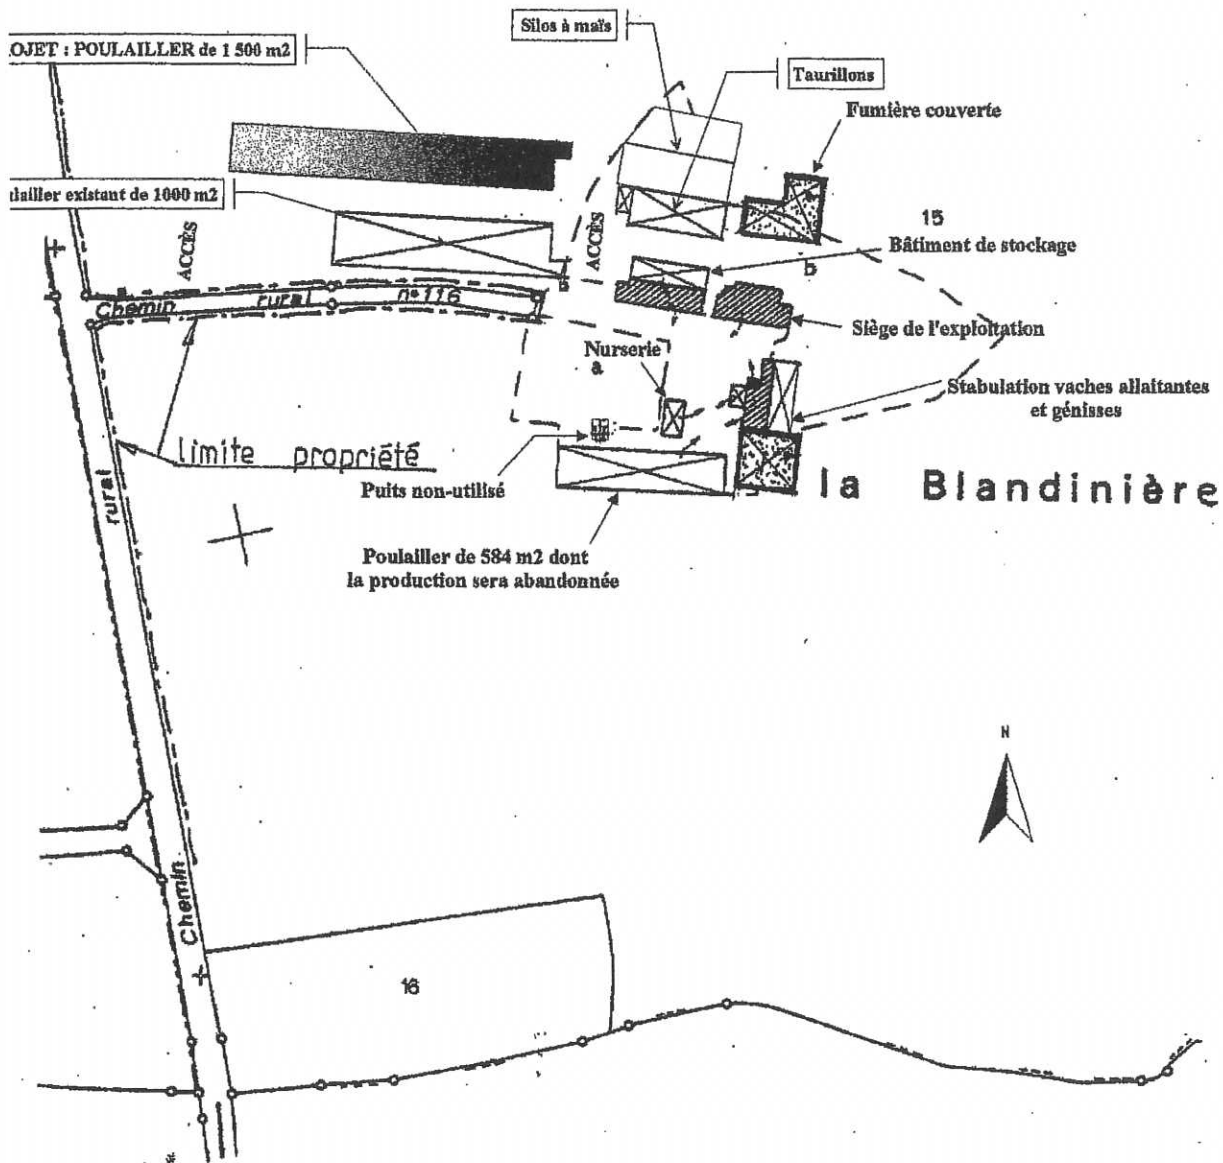 Silos à maïs
OJET : POULAILLER de 1 500 m2
Taurillons
Fumière couverte
ulailler existant de 1000 m2
15
ACCÈS
ACCÈS
Bâtiment de stockage
b
Chemin rural n° 116
Siège de l'exploitation
Nurserie
a
Stabulation vaches allaitantes
et génisses
limite propriété
rural
Puits non-utilisé
la Blandinière
Poulailler de 584 m2 dont
la production sera abandonnée
N
Chemin
16